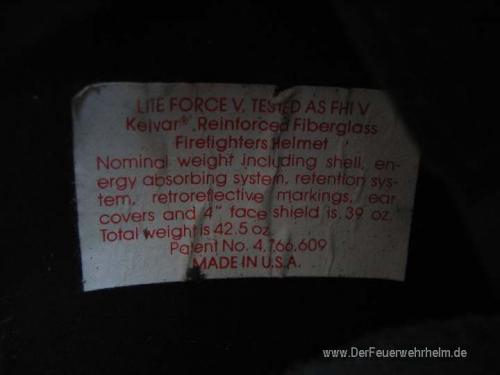 LITE FORCE V, TESTED AS FHI V
Kevlar® Reinforced Fiberglass
Firefighters Helmet
Nominal weight including shell, en-
ergy absorbing system, retention sys-
tem, retroreflective markings, ear
covers and 4" face shield is 39 oz.
Total weight is 42.5 oz.
Patent No. 4,766,609
MADE IN U.S.A.
www.DerFeuerwehrhelm.de